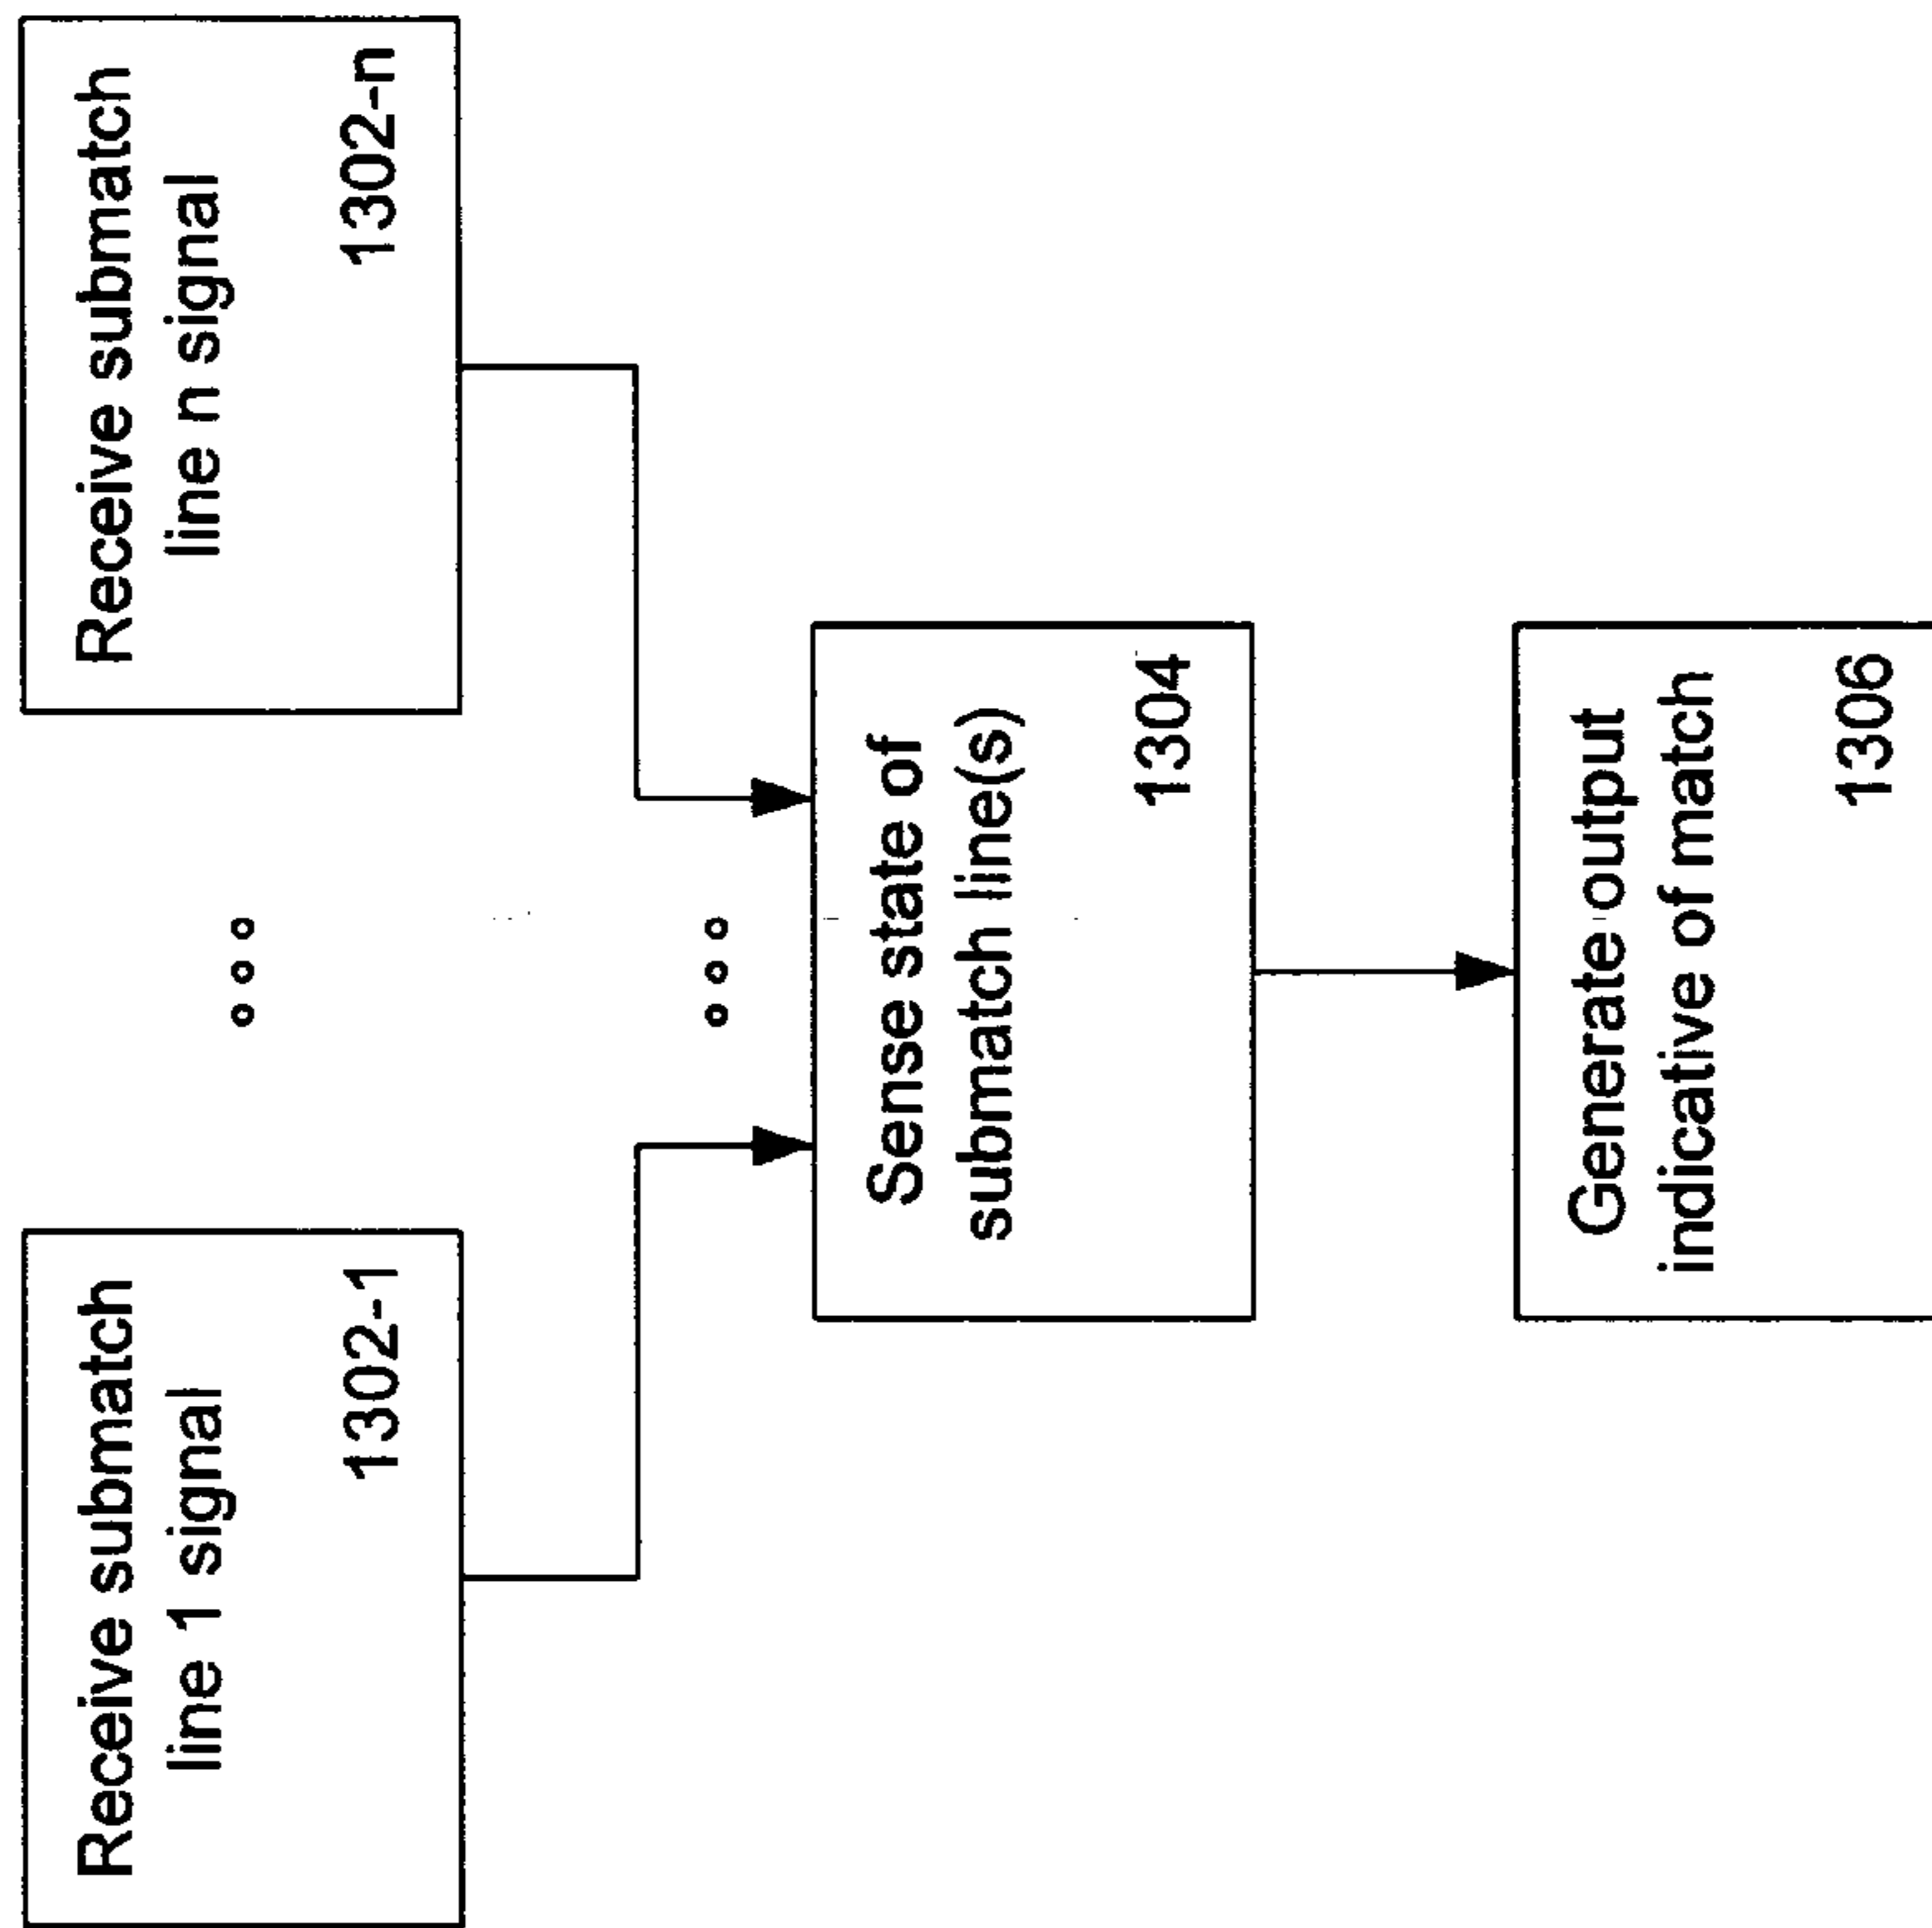 Receive submatch
line 1 signal
1302-1
Receive submatch
line n signal
1302-n
Sense state of
submatch line(s)
1304
Generate output
indicative of match
1306